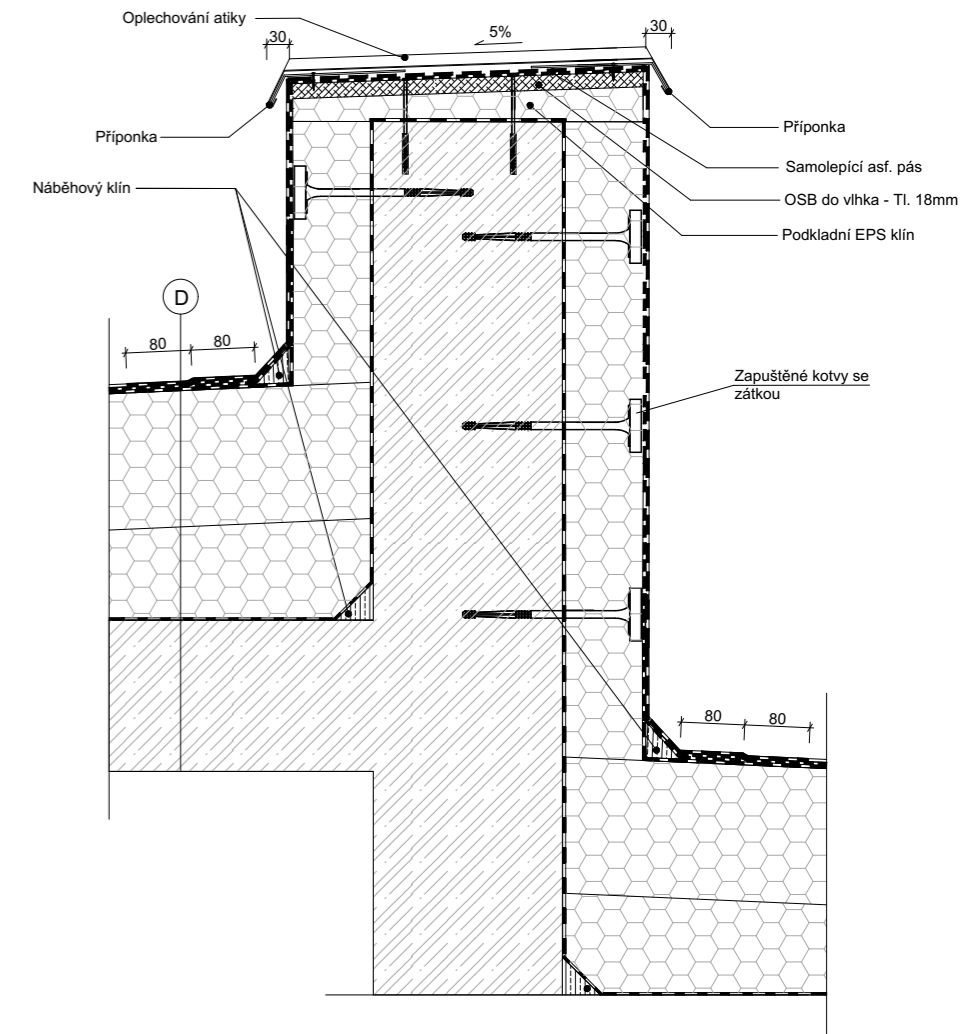 Oplechování atiky
5%
30
30
Příponka
Příponka
Samolepící asf. pás
Náběhový klín
OSB do vlhka - Tl. 18mm
Podkladní EPS klín
D
80
80
Zapuštěné kotvy se
zátkou
80
80